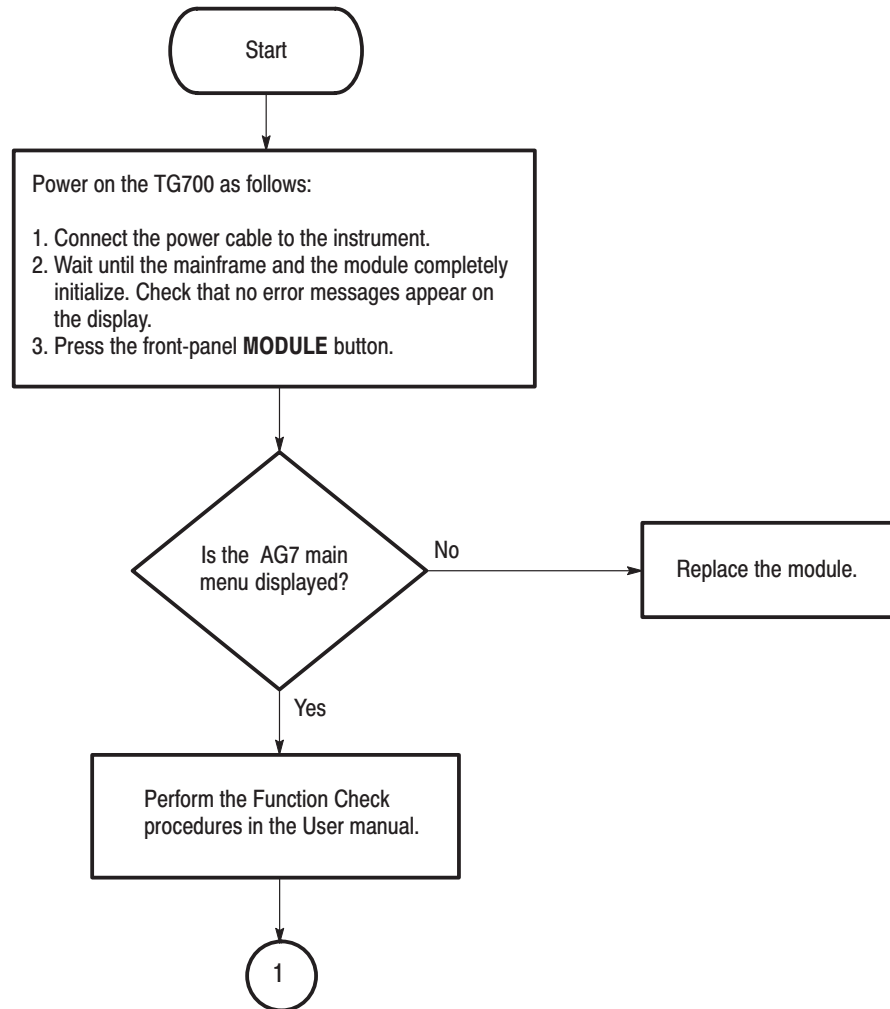 Start
Power on the TG700 as follows:
1. Connect the power cable to the instrument.
2. Wait until the mainframe and the module completely
initialize. Check that no error messages appear on
the display.
3. Press the front-panel MODULE button.
Is the AG7 main
menu displayed?
No
Replace the module.
Yes
Perform the Function Check
procedures in the User manual.
1